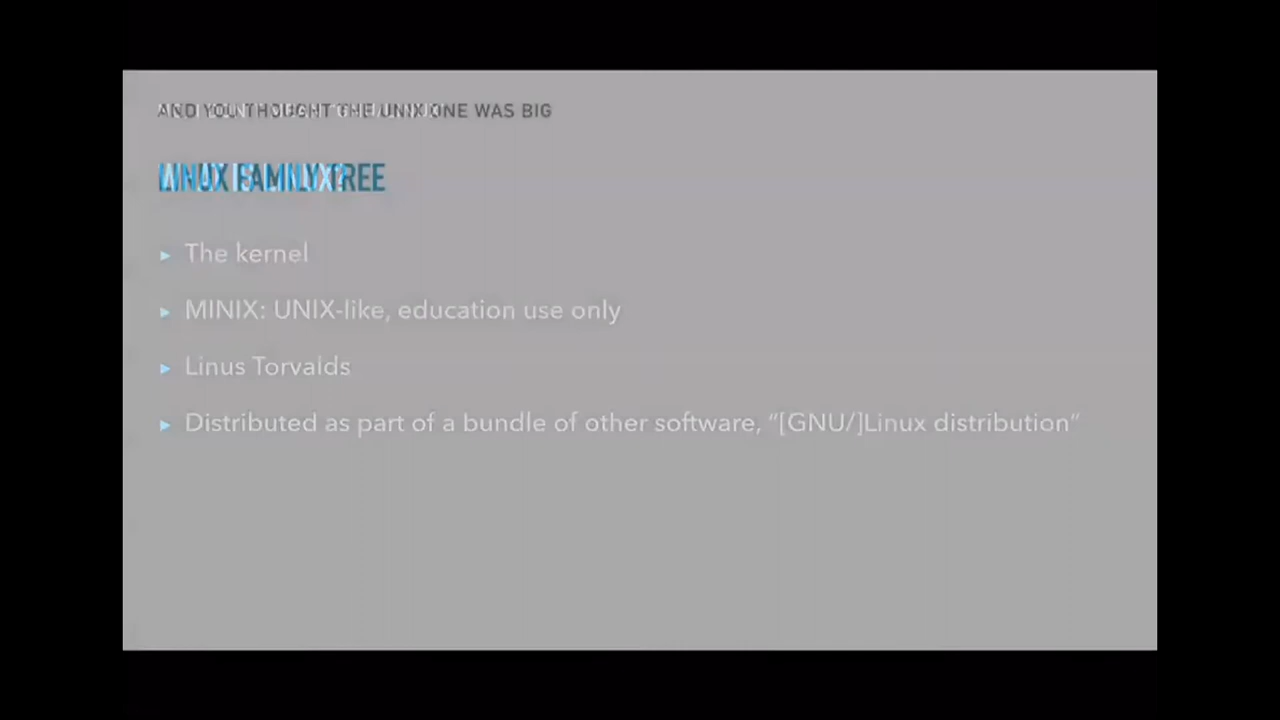 AND YOU THOUGHT THE UNIX ONE WAS BIG
LINUX FAMILY TREE
▸ The kernel
▸ MINIX: UNIX-like, education use only
▸ Linus Torvalds
▸ Distributed as part of a bundle of other software, “[GNU/]Linux distribution”